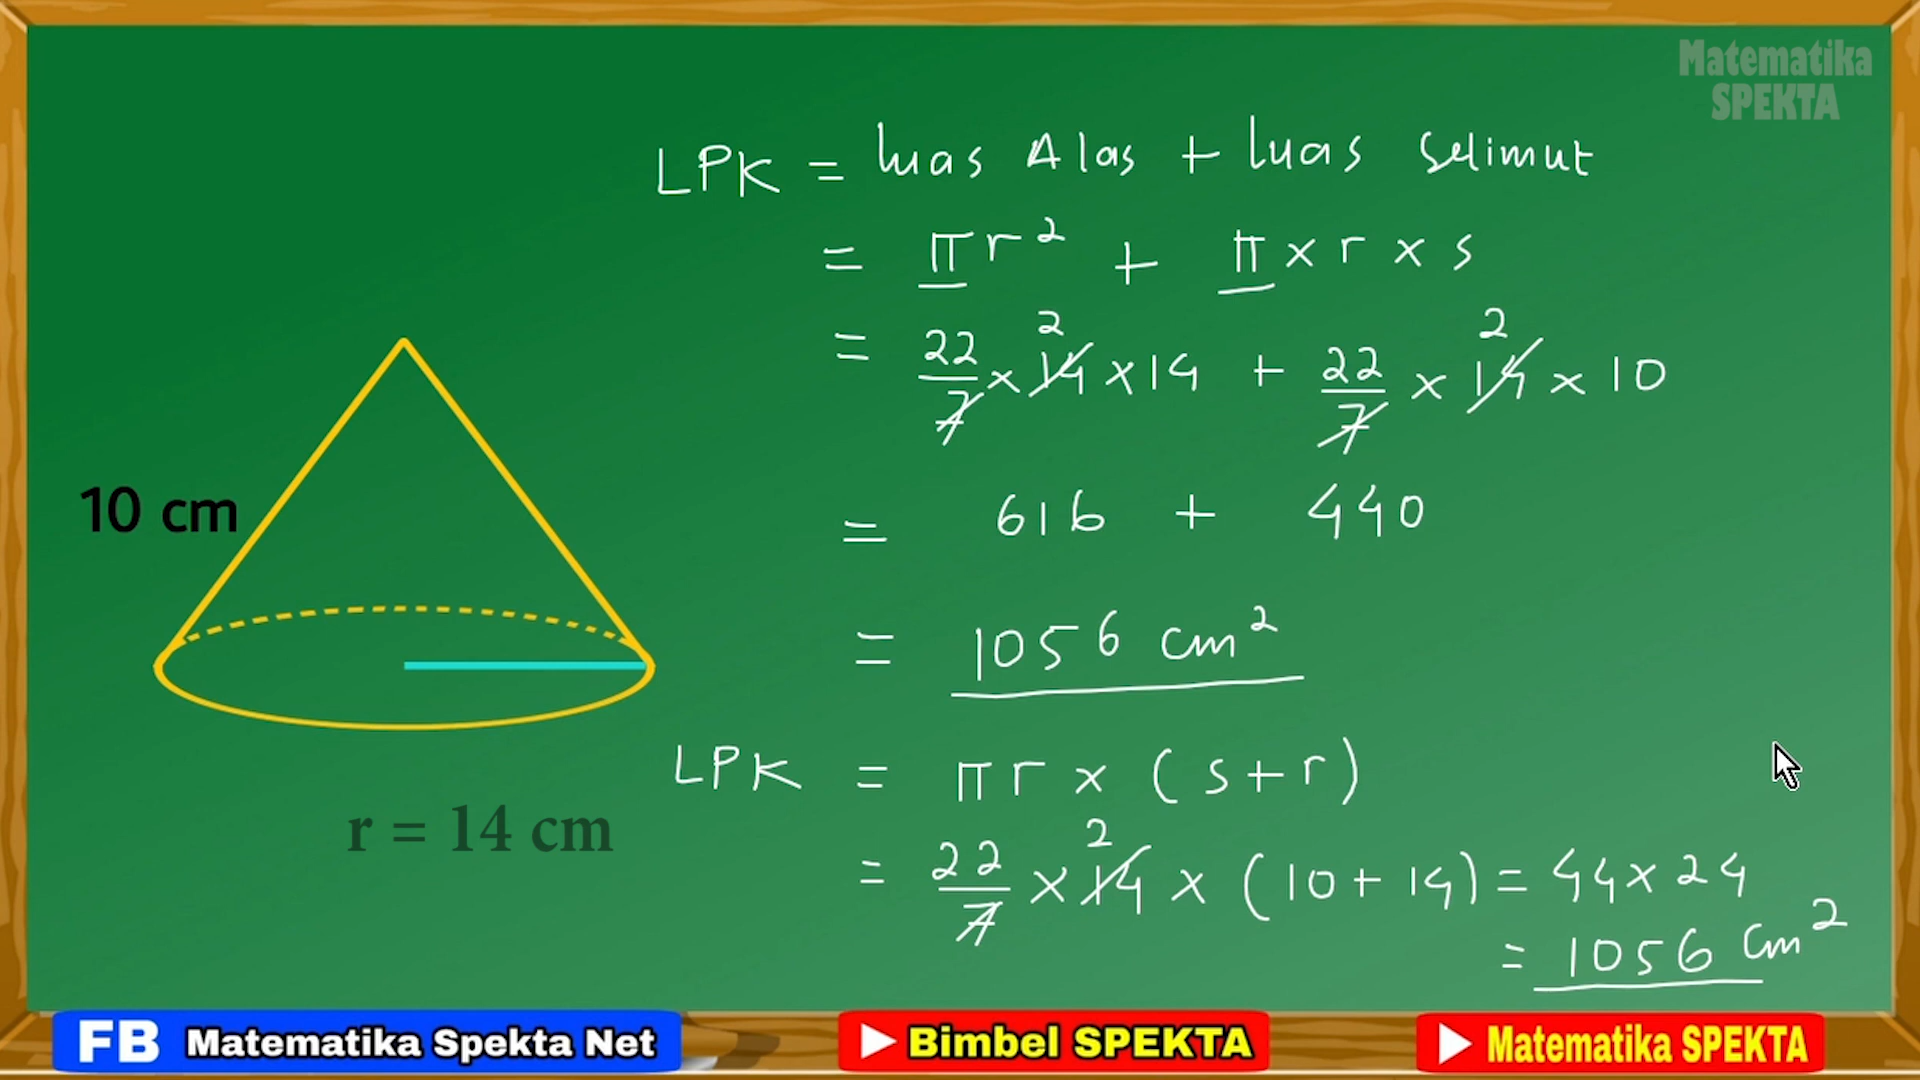 Matematika
SPEKTA
LPK = luas Alas + Luas Selimut
= πr² + π × r × s
= 22/7 × 14 2 × 14 + 22/7 × 14 2 × 10
= 616 + 440
= 1056 cm²
10 cm
r = 14 cm
LPK = πr × (s+r)
= 22/7 × 14 2 × (10 + 14) = 44 × 24
= 1056 cm²
FB Matematika Spekta Net
Bimbel SPEKTA
Matematika SPEKTA